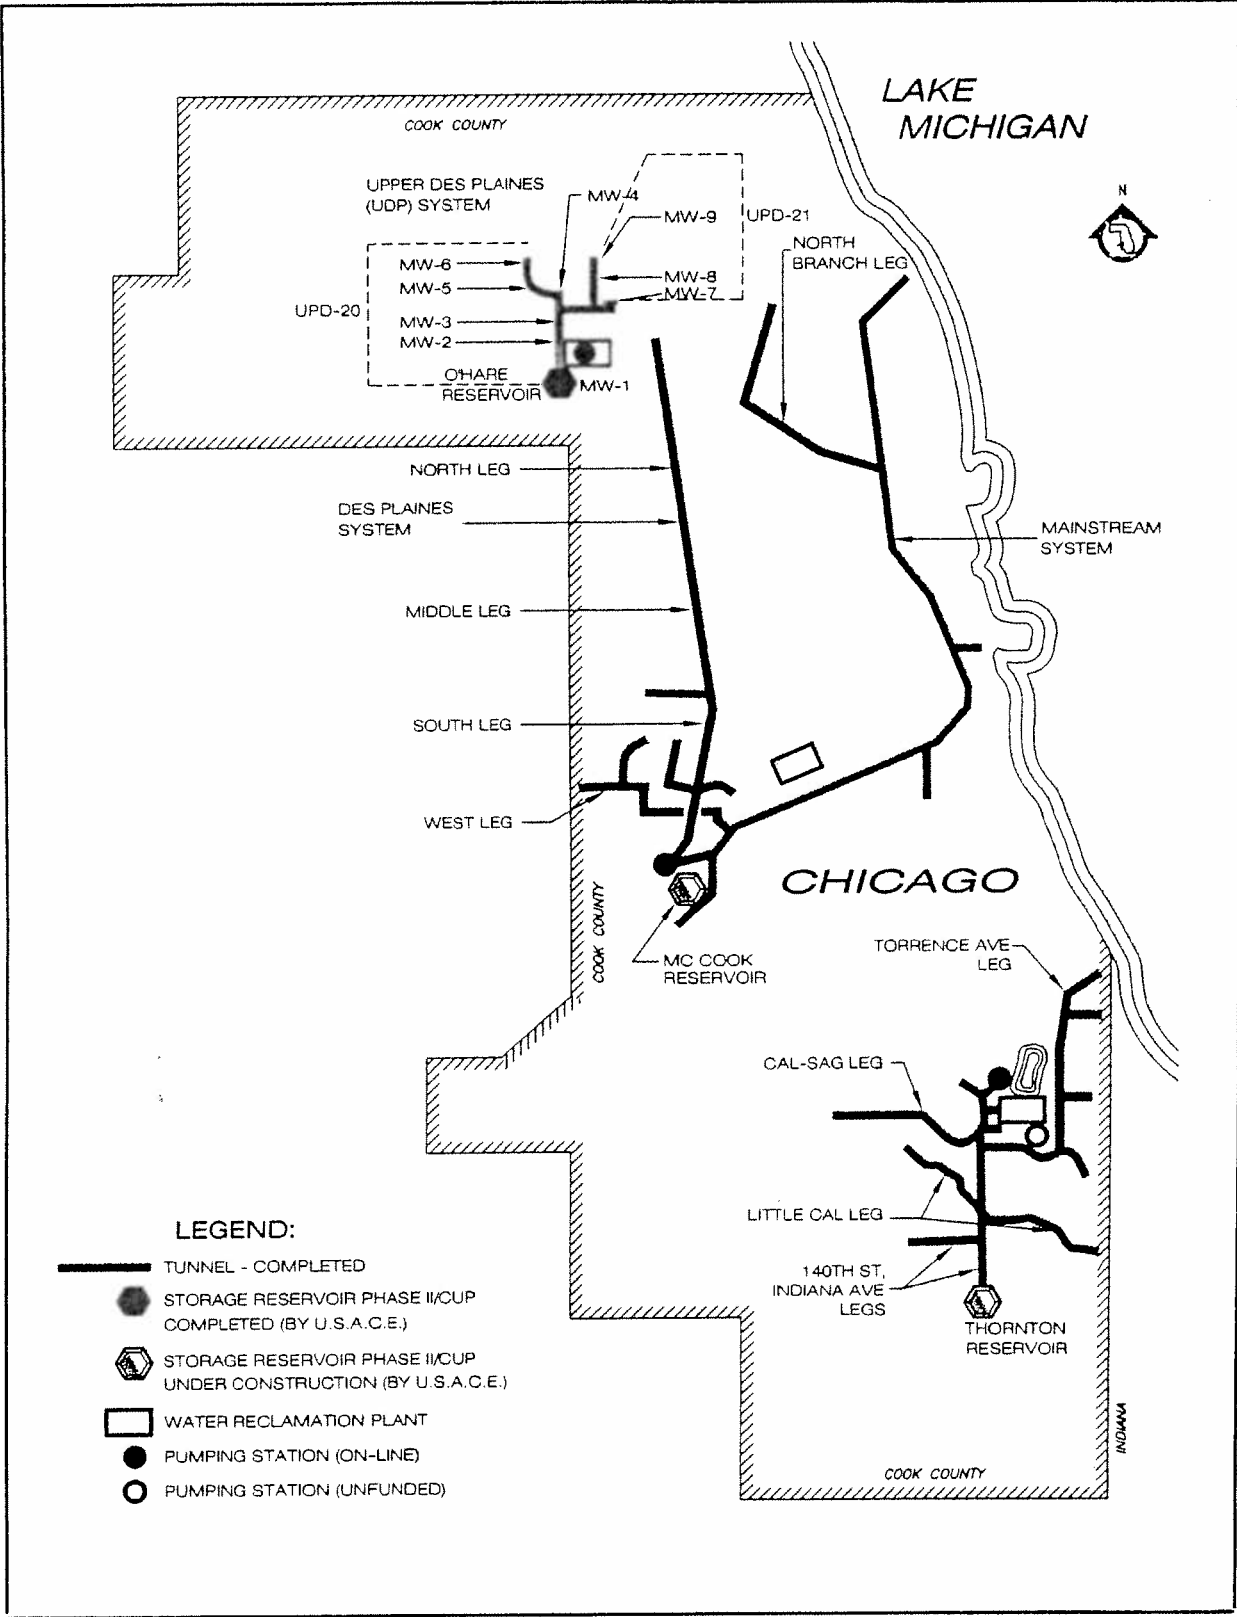 LAKE
MICHIGAN
COOK COUNTY
UPPER DES PLAINES
(UDP) SYSTEM
MW-4
MW-9
UPD-21
N
NORTH
BRANCH LEG
MW-6
MW-5
MW-8
MW-7
UPD-20
MW-3
MW-2
O'HARE
RESERVOIR
MW-1
NORTH LEG
DES PLAINES
SYSTEM
MAINSTREAM
SYSTEM
MIDDLE LEG
SOUTH LEG
WEST LEG
CHICAGO
COOK COUNTY
MC COOK
RESERVOIR
TORRENCE AVE
LEG
CAL-SAG LEG
LITTLE CAL LEG
140TH ST,
INDIANA AVE
LEGS
THORNTON
RESERVOIR
LEGEND:
TUNNEL - COMPLETED
STORAGE RESERVOIR PHASE II/CUP
COMPLETED (BY U.S.A.C.E.)
STORAGE RESERVOIR PHASE II/CUP
UNDER CONSTRUCTION (BY U.S.A.C.E.)
WATER RECLAMATION PLANT
PUMPING STATION (ON-LINE)
PUMPING STATION (UNFUNDED)
INDIANA
COOK COUNTY